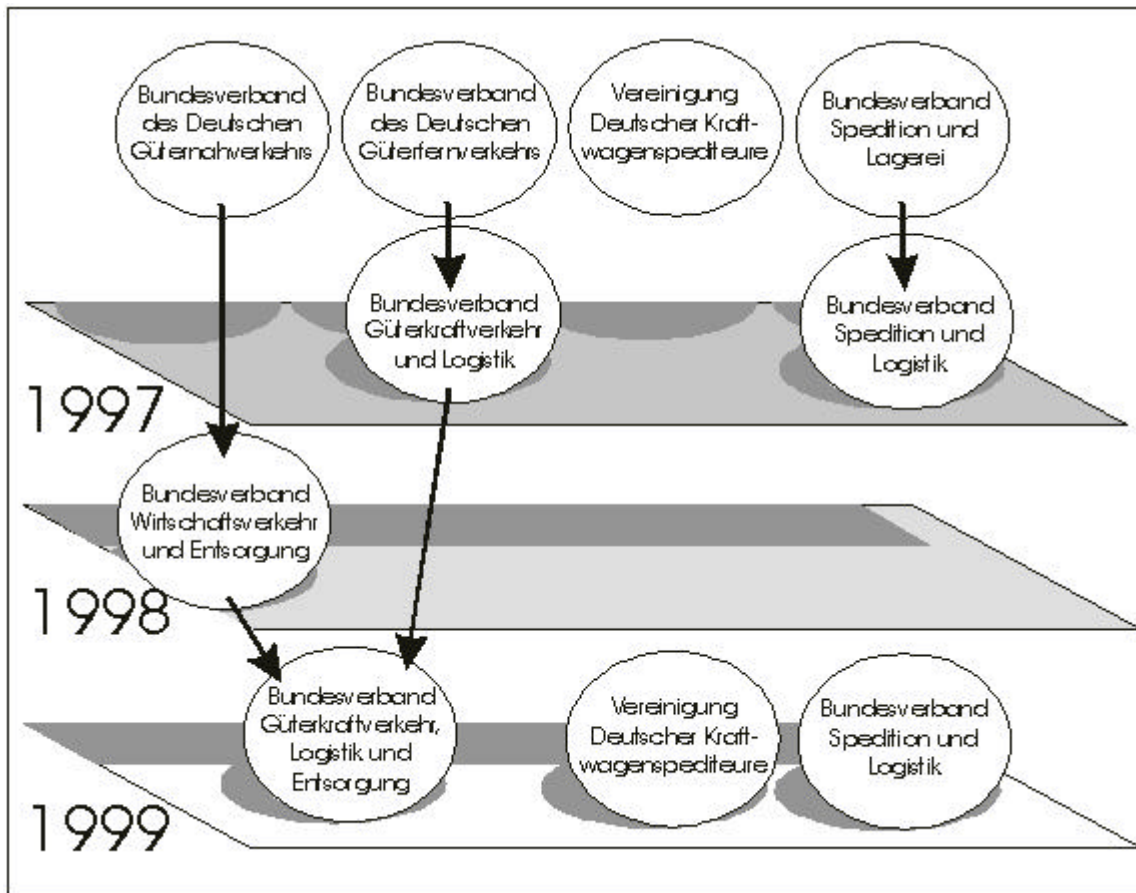 Bundesverband
des Deutschen
Güternahverkehrs
Bundesverband
des Deutschen
Güterfernverkehrs
Vereinigung
Deutscher Kraft-
wagenspediteure
Bundesverband
Spedition und
Lagerei
Bundesverband
Güterkraftverkehr
und Logistik
Bundesverband
Spedition und
Logistik
1997
Bundesverband
Wirtschaftsverkehr
und Entsorgung
1998
Bundesverband
Güterkraftverkehr,
Logistik und
Entsorgung
Vereinigung
Deutscher Kraft-
wagenspediteure
Bundesverband
Spedition und
Logistik
1999